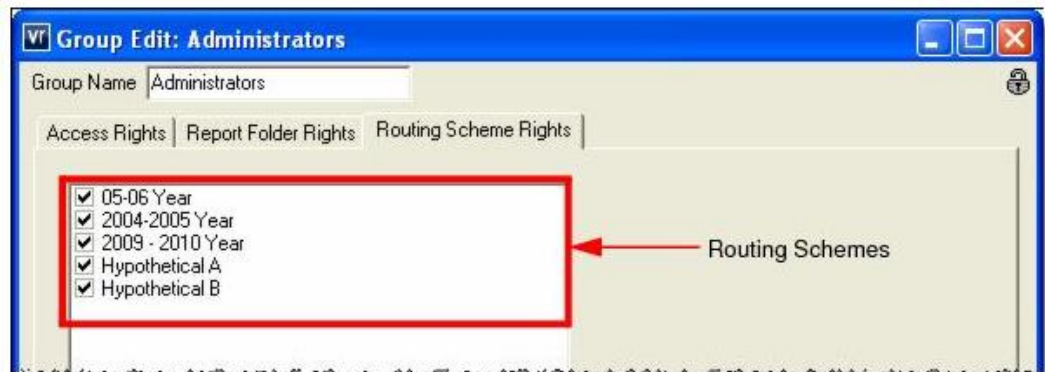 Vr Group Edit: Administrators
Group Name Administrators
Access Rights Report Folder Rights Routing Scheme Rights
05-06 Year
2004-2005 Year
2009 - 2010 Year
Hypothetical A
Hypothetical B
Routing Schemes